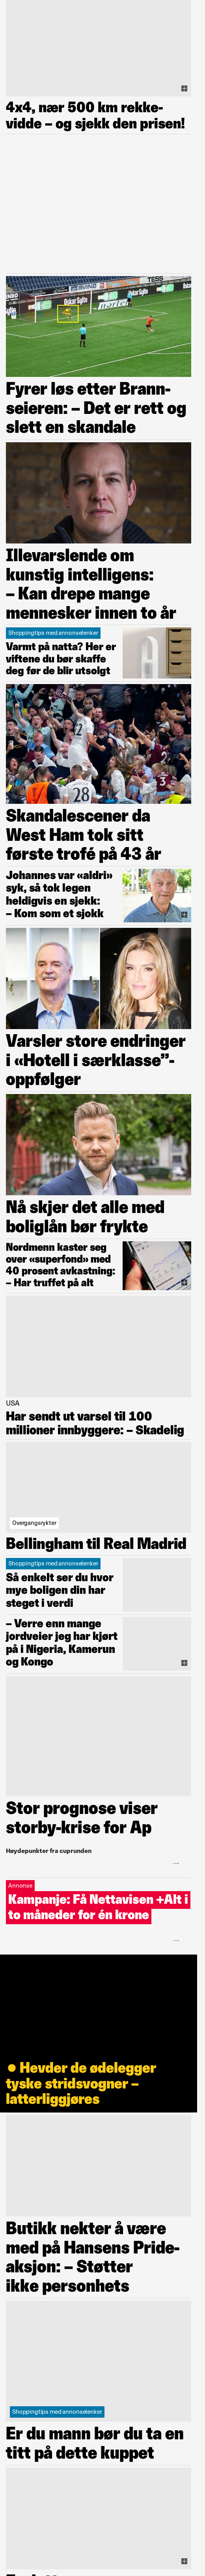 4x4, nær 500 km rekke-
vidde – og sjekk den prisen!
Fyrer løs etter Brann-
seieren: – Det er rett og
slett en skandale
Illevarslende om
kunstig intelligens:
– Kan drepe mange
mennesker innen to år
Shoppingtips med annonselenker
Varmt på natta? Her er
viftene du bør skaffe
deg før de blir utsolgt
28
Skandalescener da
West Ham tok sitt
første trofé på 43 år
Johannes var «aldri»
syk, så tok legen
heldigvis en sjekk:
– Kom som et sjokk
Varsler store endringer
i «Hotell i særklasse”-
oppfølger
Nå skjer det alle med
boliglån bør frykte
Nordmenn kaster seg
over «superfond» med
40 prosent avkastning:
– Har truffet på alt
USA
Har sendt ut varsel til 100
millioner innbyggere: – Skadelig
Overgangsrykter
Bellingham til Real Madrid
Shoppingtips med annonselenker
Så enkelt ser du hvor
mye boligen din har
steget i verdi
– Verre enn mange
jordveier jeg har kjørt
på i Nigeria, Kamerun
og Kongo
Stor prognose viser
storby-krise for Ap
Høydepunkter fra cuprunden
Annonse
Kampanje: Få Nettavisen +Alt i
to måneder for én krone
● Hevder de ødelegger
tyske stridsvogner –
latterliggjøres
Butikk nekter å være
med på Hansens Pride-
aksjon: – Støtter
ikke personhets
Shoppingtips med annonselenker
Er du mann bør du ta en
titt på dette kuppet